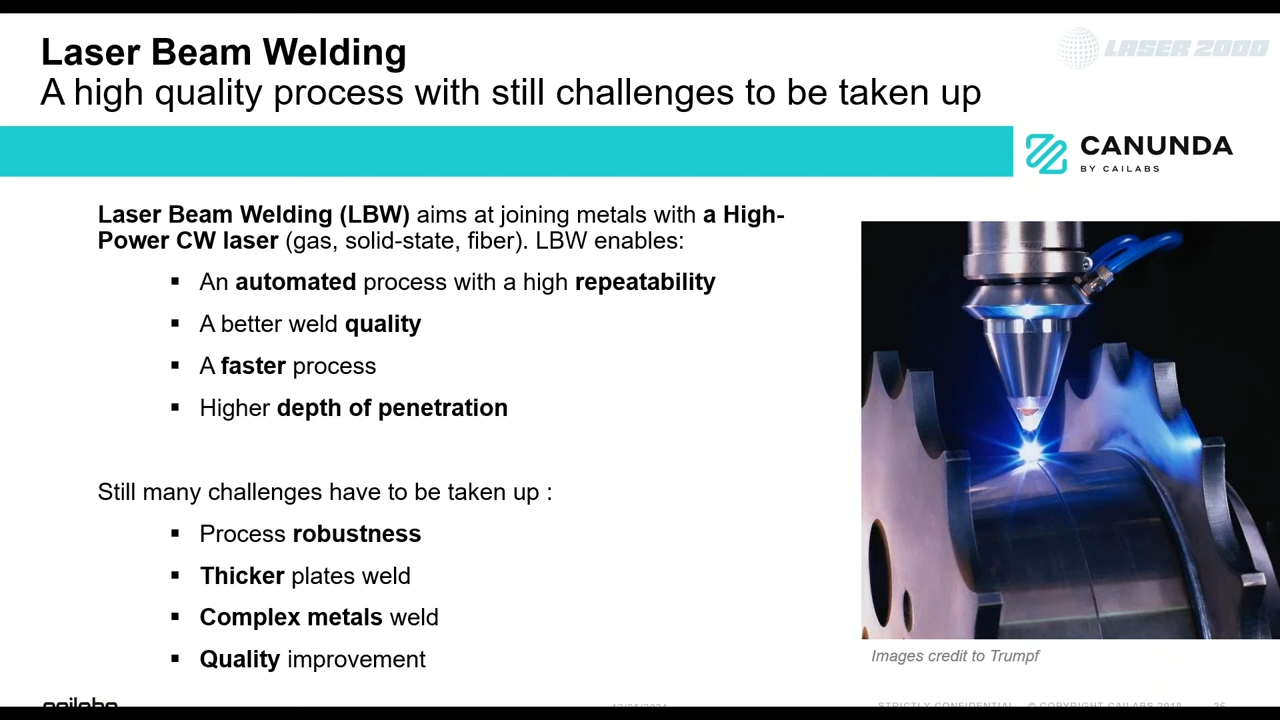 Laser Beam Welding
LASER 2000
A high quality process with still challenges to be taken up
CANUNDA
BY CAILABS
Laser Beam Welding (LBW) aims at joining metals with a High-
Power CW laser (gas, solid-state, fiber). LBW enables:
▪ An automated process with a high repeatability
▪ A better weld quality
▪ A faster process
▪ Higher depth of penetration
Still many challenges have to be taken up :
▪ Process robustness
▪ Thicker plates weld
▪ Complex metals weld
▪ Quality improvement
Images credit to Trumpf
cailabs
STRICTLY CONFIDENTIAL © COPYRIGHT CAILABS 2018